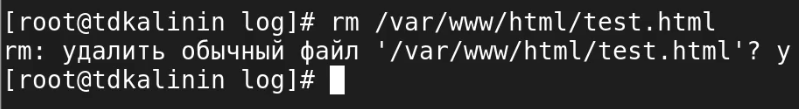 [root@tdkalinin log]# rm /var/www/html/test.html
rm: удалить обычный файл '/var/www/html/test.html'? y
[root@tdkalinin log]#